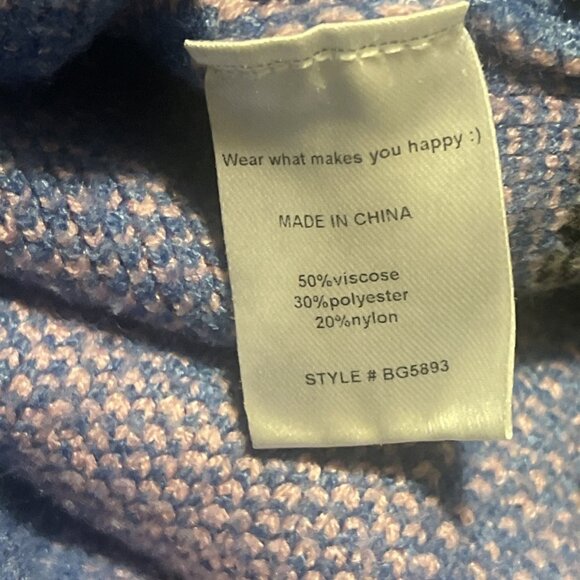 Wear what makes you happy :)
MADE IN CHINA
50%viscose
30%polyester
20%nylon
STYLE # BG5893